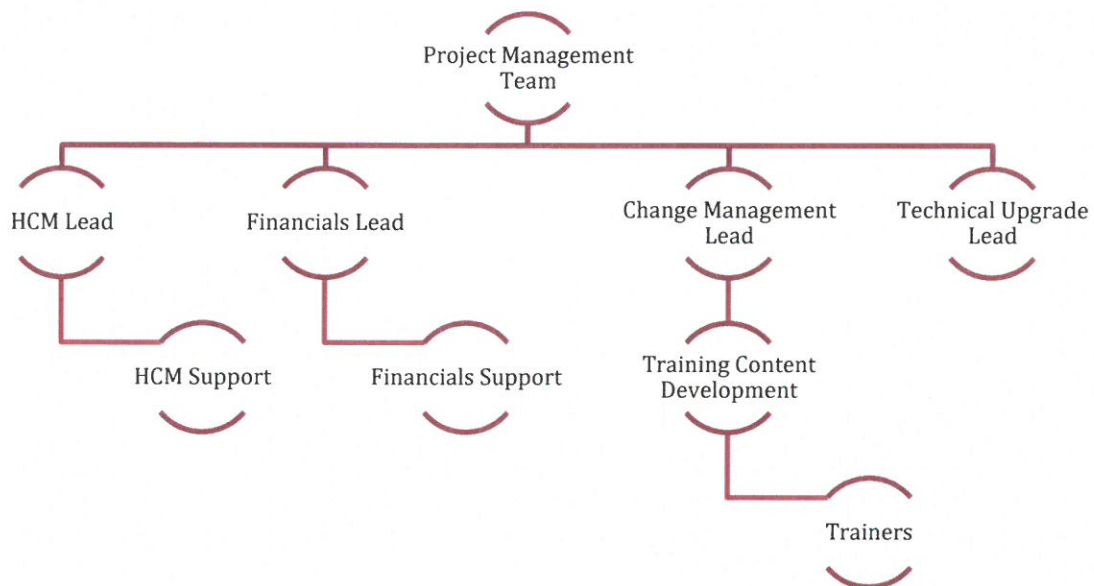 Project Management
Team
HCM Lead
Financials Lead
Change Management
Lead
Technical Upgrade
Lead
HCM Support
Financials Support
Training Content
Development
Trainers